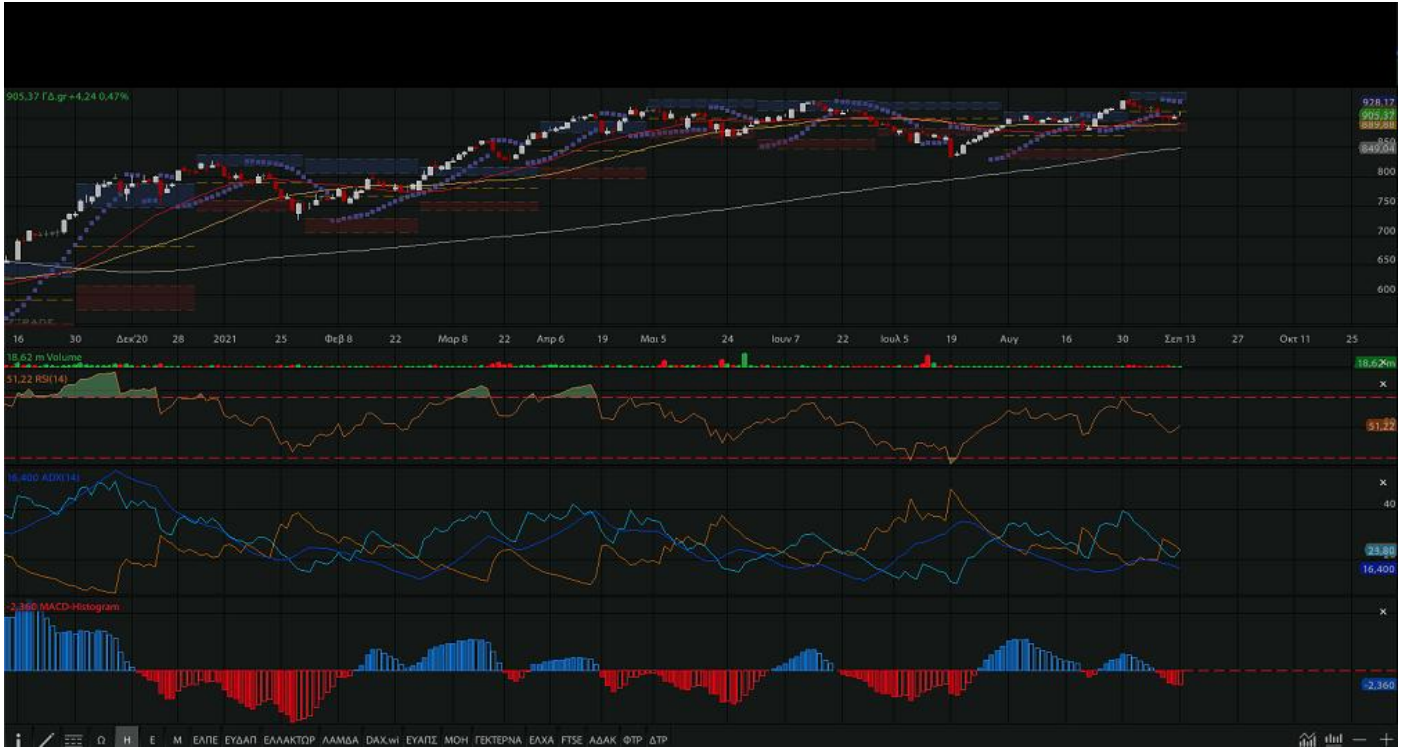 905,37 ΓΔ.gr +4,24 0,47%
928,17
905,37
889,88
849,04
800
750
700
650
600
16 30 Δεκ'20 28 2021 25 Φεβ 8 22 Μαρ 8 22 Απρ 6 19 Μαι 5 24 Ιουν 7 22 Ιουλ 5 19 Αυγ 16 30 Σεπ 13 27 Οκτ 11 25
18,62 m Volume
18,62 m
51,22 RSI(14)
51,22
16,400 ADX(14)
40
23,80
16,400
-2,360 MACD-Histogram
-2,360
Ω Η Ε Μ ΕΛΠΕ ΕΥΔΑΠ ΕΛΛΑΚΤΩΡ ΛΑΜΔΑ DAX.wi ΕΥΑΠΣ ΜΟΗ ΓΕΚΤΕΡΝΑ ΕΛΧΑ FTSE ΑΔΑΚ ΦΤΡ ΔΤΡ